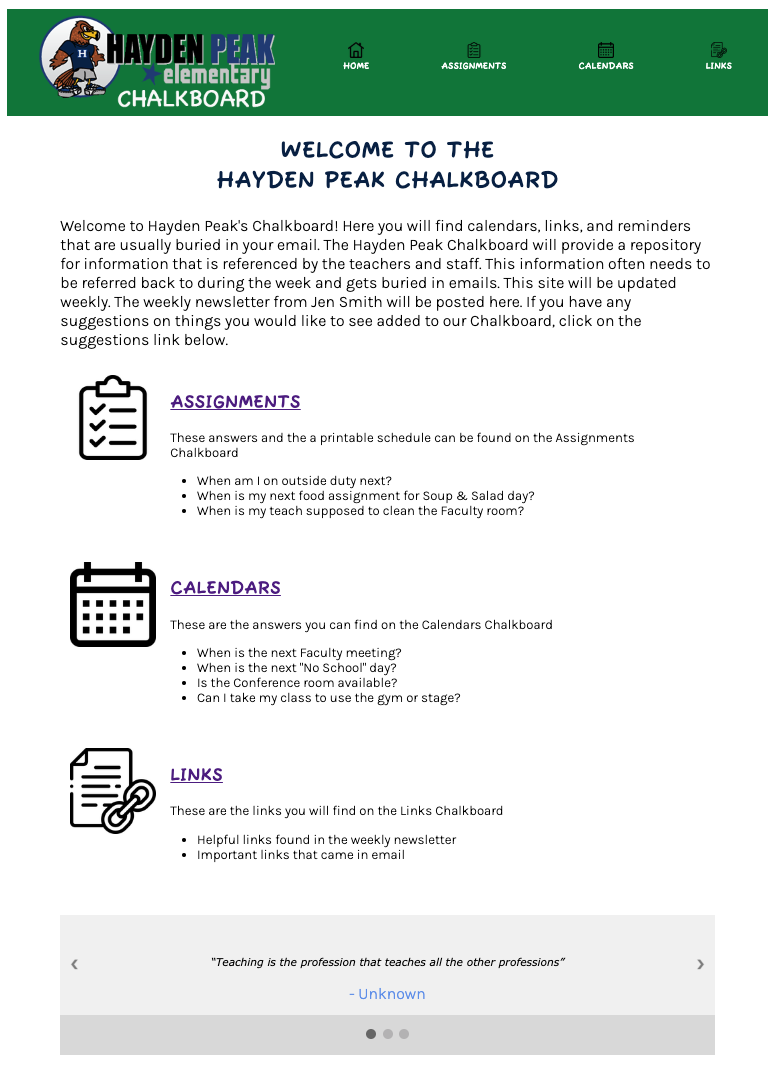 H
HAYDEN PEAK
elementary
CHALKBOARD
HOME
ASSIGNMENTS
CALENDARS
LINKS
WELCOME TO THE
HAYDEN PEAK CHALKBOARD
Welcome to Hayden Peak's Chalkboard! Here you will find calendars, links, and reminders
that are usually buried in your email. The Hayden Peak Chalkboard will provide a repository
for information that is referenced by the teachers and staff. This information often needs to
be referred back to during the week and gets buried in emails. This site will be updated
weekly. The weekly newsletter from Jen Smith will be posted here. If you have any
suggestions on things you would like to see added to our Chalkboard, click on the
suggestions link below.
ASSIGNMENTS
These answers and the a printable schedule can be found on the Assignments
Chalkboard
• When am I on outside duty next?
• When is my next food assignment for Soup & Salad day?
• When is my teach supposed to clean the Faculty room?
CALENDARS
These are the answers you can find on the Calendars Chalkboard
• When is the next Faculty meeting?
• When is the next "No School" day?
• Is the Conference room available?
• Can I take my class to use the gym or stage?
LINKS
These are the links you will find on the Links Chalkboard
• Helpful links found in the weekly newsletter
• Important links that came in email
‹ “Teaching is the profession that teaches all the other professions” ›
- Unknown